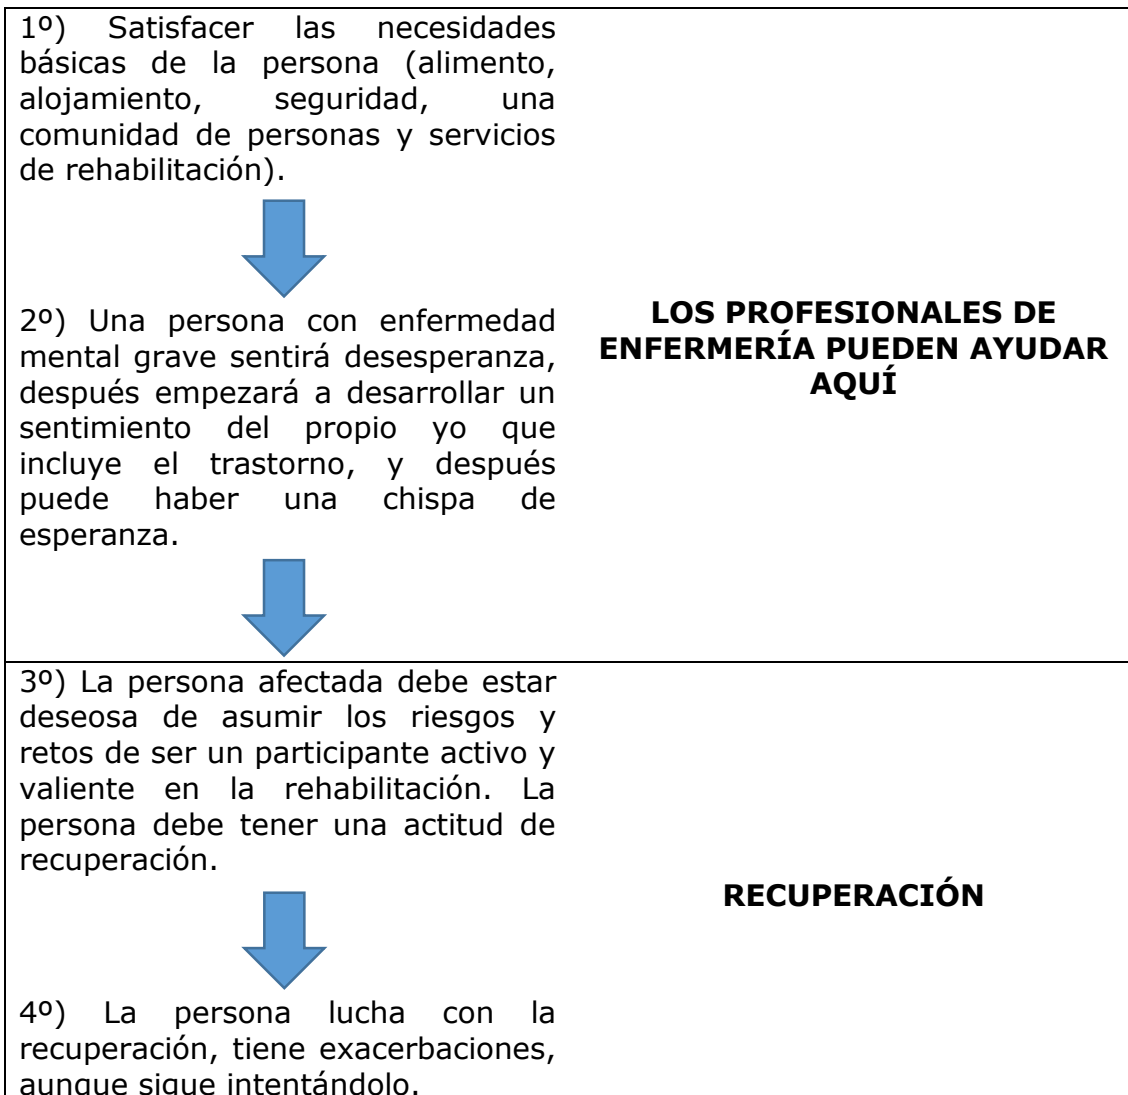 1º) Satisfacer las necesidades
básicas de la persona (alimento,
alojamiento, seguridad, una
comunidad de personas y servicios
de rehabilitación).
2º) Una persona con enfermedad
mental grave sentirá desesperanza,
después empezará a desarrollar un
sentimiento del propio yo que
incluye el trastorno, y después
puede haber una chispa de
esperanza.
LOS PROFESIONALES DE
ENFERMERÍA PUEDEN AYUDAR
AQUÍ
3º) La persona afectada debe estar
deseosa de asumir los riesgos y
retos de ser un participante activo y
valiente en la rehabilitación. La
persona debe tener una actitud de
recuperación.
4º) La persona lucha con la
recuperación, tiene exacerbaciones,
aunque sigue intentándolo.
RECUPERACIÓN